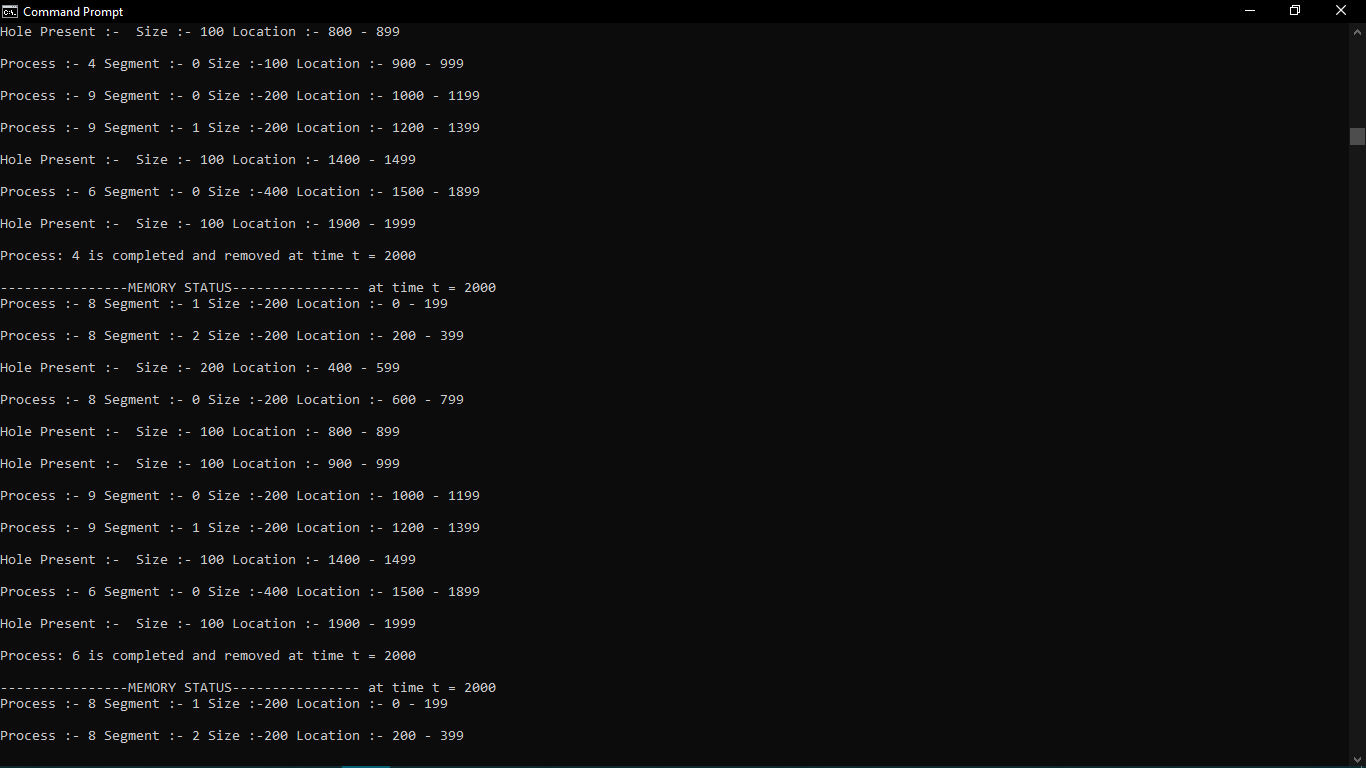 Command Prompt
Hole Present :-  Size :- 100 Location :- 800 - 899
Process :- 4 Segment :- 0 Size :-100 Location :- 900 - 999
Process :- 9 Segment :- 0 Size :-200 Location :- 1000 - 1199
Process :- 9 Segment :- 1 Size :-200 Location :- 1200 - 1399
Hole Present :-  Size :- 100 Location :- 1400 - 1499
Process :- 6 Segment :- 0 Size :-400 Location :- 1500 - 1899
Hole Present :-  Size :- 100 Location :- 1900 - 1999
Process: 4 is completed and removed at time t = 2000
----------------MEMORY STATUS---------------- at time t = 2000
Process :- 8 Segment :- 1 Size :-200 Location :- 0 - 199
Process :- 8 Segment :- 2 Size :-200 Location :- 200 - 399
Hole Present :-  Size :- 200 Location :- 400 - 599
Process :- 8 Segment :- 0 Size :-200 Location :- 600 - 799
Hole Present :-  Size :- 100 Location :- 800 - 899
Hole Present :-  Size :- 100 Location :- 900 - 999
Process :- 9 Segment :- 0 Size :-200 Location :- 1000 - 1199
Process :- 9 Segment :- 1 Size :-200 Location :- 1200 - 1399
Hole Present :-  Size :- 100 Location :- 1400 - 1499
Process :- 6 Segment :- 0 Size :-400 Location :- 1500 - 1899
Hole Present :-  Size :- 100 Location :- 1900 - 1999
Process: 6 is completed and removed at time t = 2000
----------------MEMORY STATUS---------------- at time t = 2000
Process :- 8 Segment :- 1 Size :-200 Location :- 0 - 199
Process :- 8 Segment :- 2 Size :-200 Location :- 200 - 399